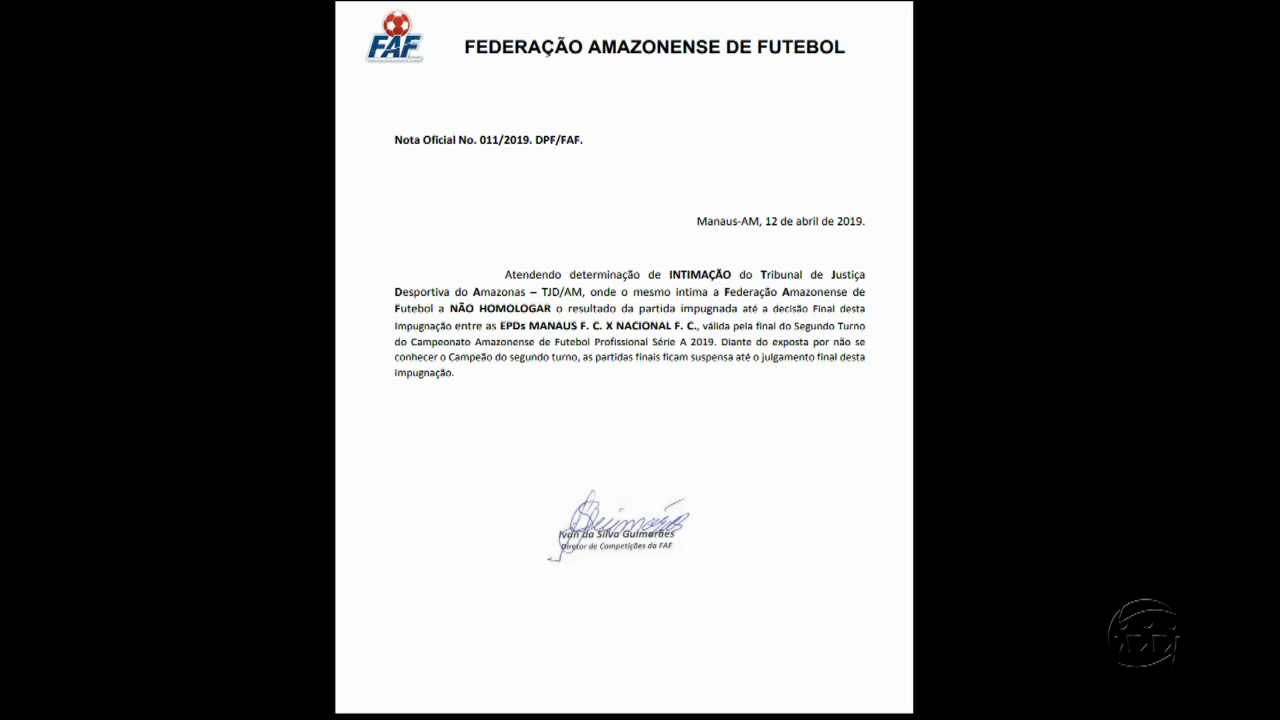 FAF
FEDERAÇÃO AMAZONENSE DE FUTEBOL
Nota Oficial No. 011/2019. DPF/FAF.
Manaus-AM, 12 de abril de 2019.
Atendendo determinação de INTIMAÇÃO do Tribunal de Justiça
Desportiva do Amazonas – TJD/AM, onde o mesmo intima a Federação Amazonense de
Futebol a NÃO HOMOLOGAR o resultado da partida impugnada até a decisão Final desta
Impugnação entre as EPDs MANAUS F. C. X NACIONAL F. C., válida pela final do Segundo Turno
do Campeonato Amazonense de Futebol Profissional Série A 2019. Diante do exposta por não se
conhecer o Campeão do segundo turno, as partidas finais ficam suspensa até o julgamento final desta
impugnação.
Ivan da Silva Guimarães
Diretor de Competições da FAF